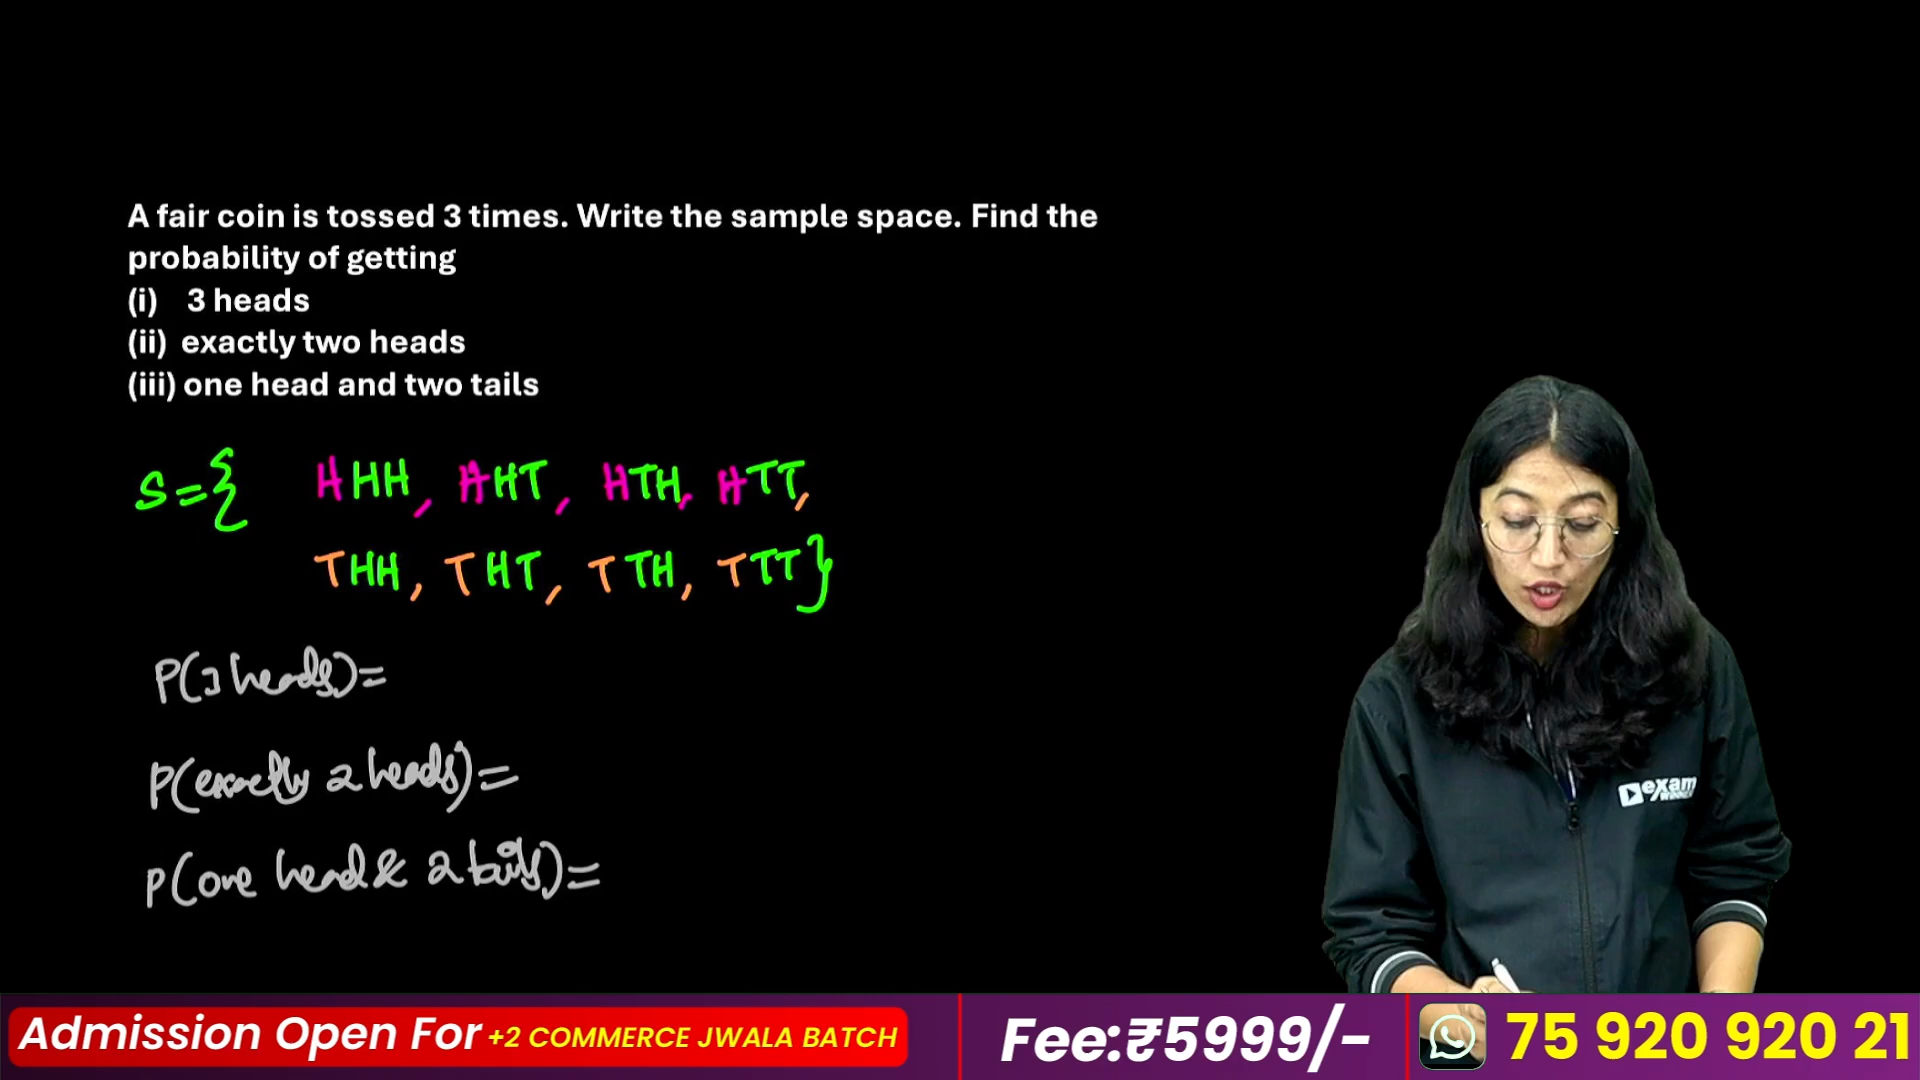 A fair coin is tossed 3 times. Write the sample space. Find the
probability of getting
(i) 3 heads
(ii) exactly two heads
(iii) one head and two tails
S={ HHH, HHT, HTH, HTT,
THH, THT, TTH, TTT}
P(3 heads)=
P(exactly 2 heads)=
P(one head & 2 tails)=
exam
WINNER
Admission Open For +2 COMMERCE JWALA BATCH
Fee:₹5999/-
75 920 920 21